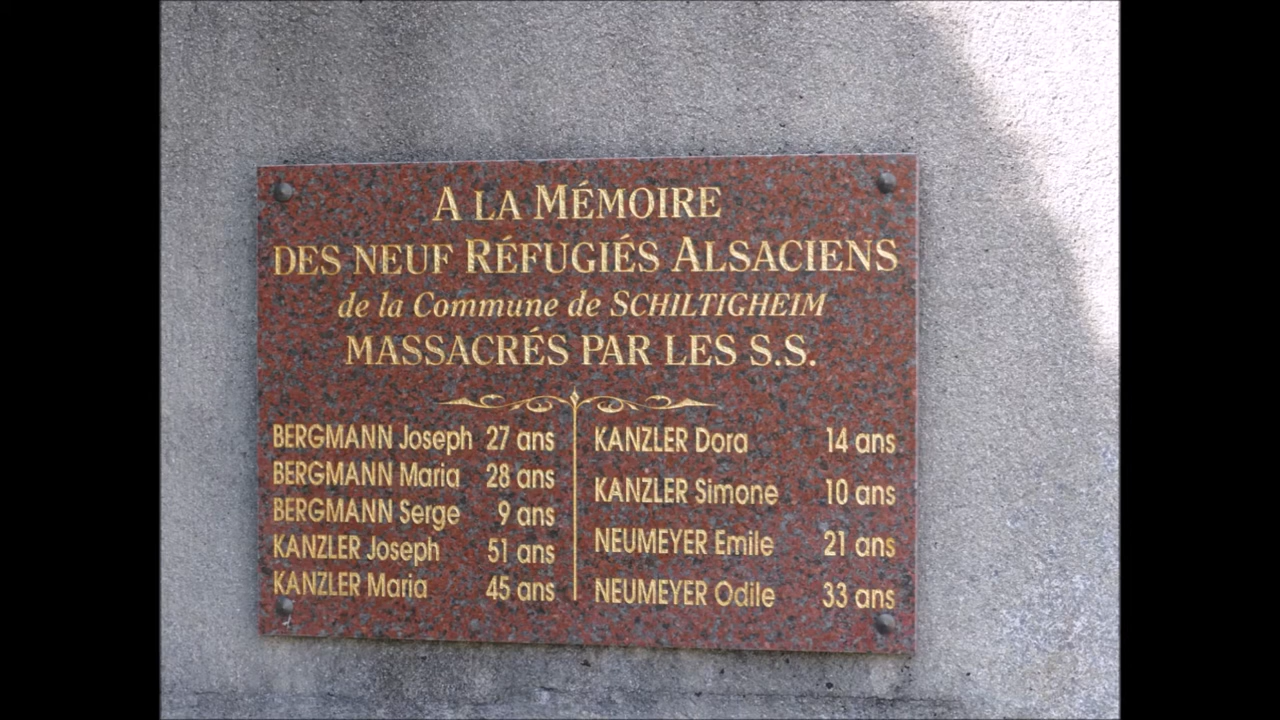 A LA MÉMOIRE
DES NEUF RÉFUGIÉS ALSACIENS
de la Commune de SCHILTIGHEIM
MASSACRÉS PAR LES S.S.
BERGMANN Joseph 27 ans
BERGMANN Maria 28 ans
BERGMANN Serge 9 ans
KANZLER Joseph 51 ans
KANZLER Maria 45 ans
KANZLER Dora 14 ans
KANZLER Simone 10 ans
NEUMEYER Emile 21 ans
NEUMEYER Odile 33 ans